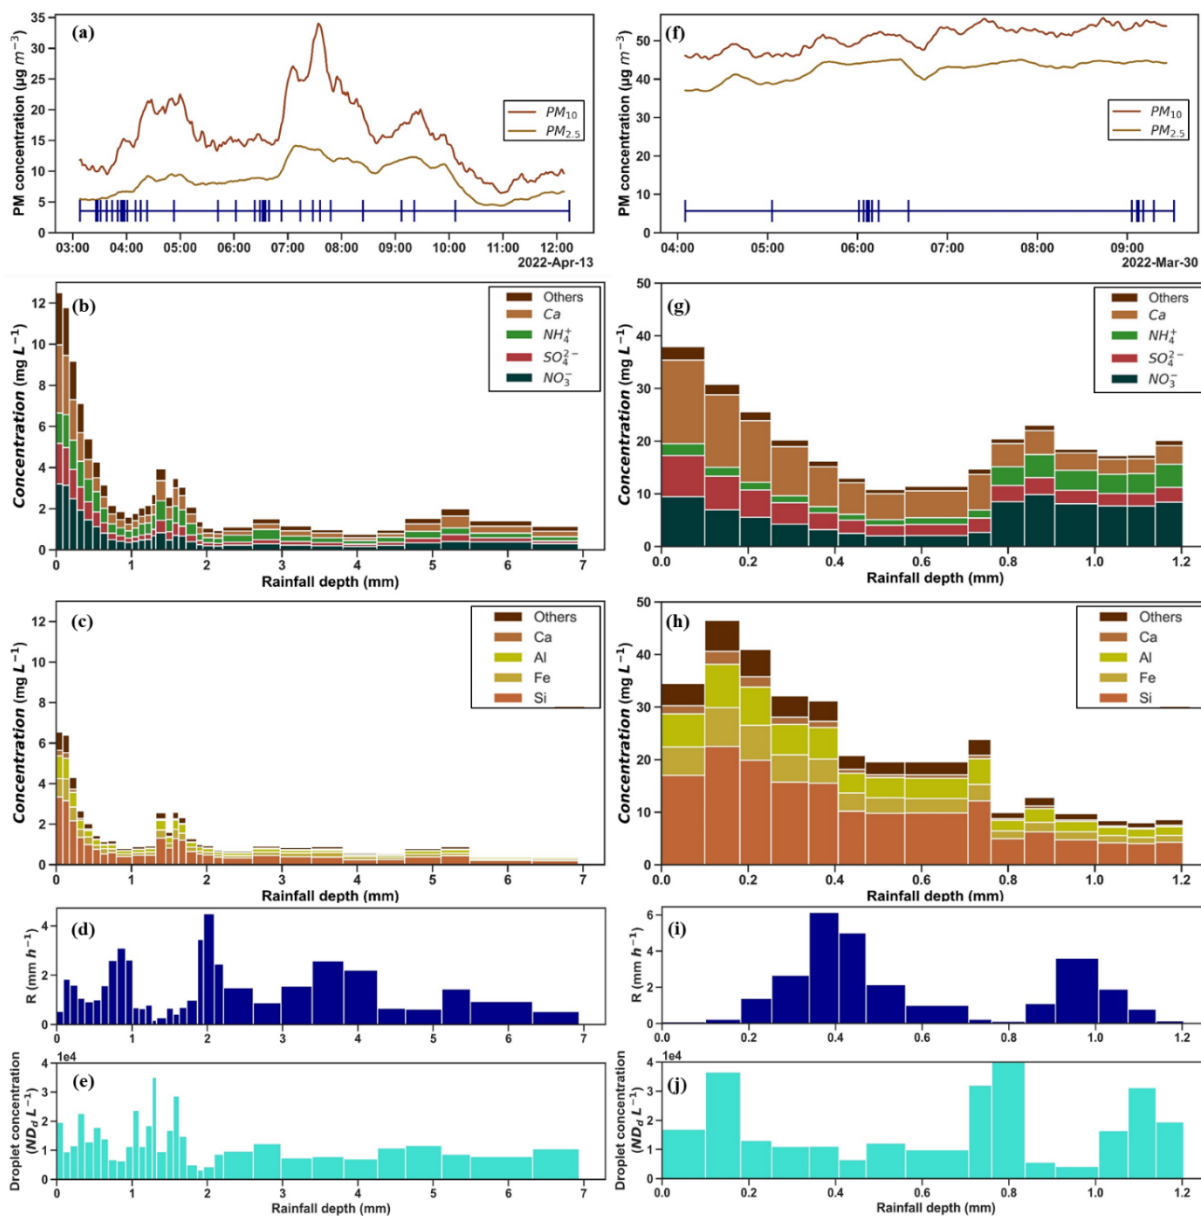 (a)
PM concentration (µg m⁻³)
35
30
25
20
15
10
5
0
PM₁₀
PM₂.₅
03:00 04:00 05:00 06:00 07:00 08:00 09:00 10:00 11:00 12:00
2022-Apr-13
(f)
PM concentration (µg m⁻³)
50
40
30
20
10
0
PM₁₀
PM₂.₅
04:00 05:00 06:00 07:00 08:00 09:00
2022-Mar-30
(b)
Concentration (mg L⁻¹)
12
10
8
6
4
2
0
Others
Ca
NH₄⁺
SO₄²⁻
NO₃⁻
0 1 2 3 4 5 6 7
Rainfall depth (mm)
(g)
Concentration (mg L⁻¹)
50
40
30
20
10
0
Others
Ca
NH₄⁺
SO₄²⁻
NO₃⁻
0.0 0.2 0.4 0.6 0.8 1.0 1.2
Rainfall depth (mm)
(c)
Concentration (mg L⁻¹)
12
10
8
6
4
2
0
Others
Ca
Al
Fe
Si
0 1 2 3 4 5 6 7
Rainfall depth (mm)
(h)
Concentration (mg L⁻¹)
50
40
30
20
10
0
Others
Ca
Al
Fe
Si
0.0 0.2 0.4 0.6 0.8 1.0 1.2
Rainfall depth (mm)
(d)
R (mm h⁻¹)
4
2
0
0 1 2 3 4 5 6 7
Rainfall depth (mm)
(i)
R (mm h⁻¹)
6
4
2
0
0.0 0.2 0.4 0.6 0.8 1.0 1.2
Rainfall depth (mm)
(e)
Droplet concentration
(ND_d L⁻¹)
1e4
4
3
2
1
0
0 1 2 3 4 5 6 7
Rainfall depth (mm)
(j)
Droplet concentration
(ND_d L⁻¹)
1e4
4
3
2
1
0
0.0 0.2 0.4 0.6 0.8 1.0 1.2
Rainfall depth (mm)